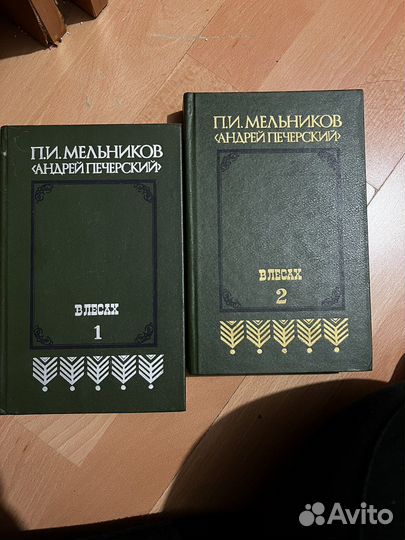 П.И. МЕЛЬНИКОВ
‹АНДРЕЙ ПЕЧЕРСКИЙ›
В ЛЕСАХ
1
П.И. МЕЛЬНИКОВ
‹АНДРЕЙ ПЕЧЕРСКИЙ›
В ЛЕСАХ
2
Avito